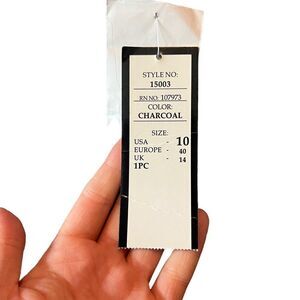 STYLE NO:
15003
RN NO: 107973
COLOR:
CHARCOAL
SIZE:
USA - 10
EUROPE - 40
UK - 14
1PC